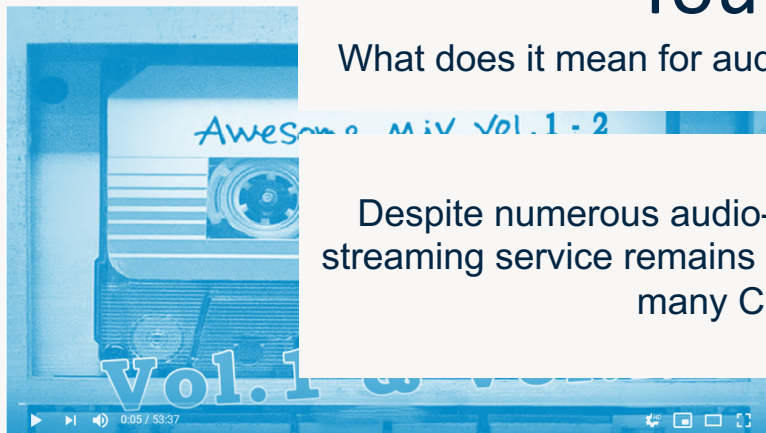 What does it mean for
Awesome Mix Vol. 1 - 2
Despite numerous audio-
streaming service remains
many
Vol.1 &
0:05 / 53:37
HD